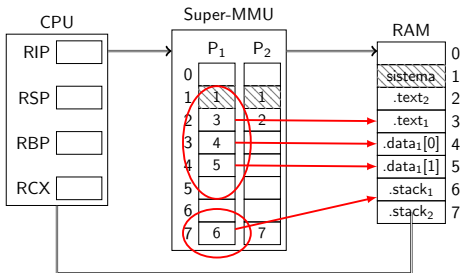 CPU
RIP
RSP
RBP
RCX
Super-MMU
P1 P2
0
1 1 1
2 3 2
3 4
4 5
5
6
7 6 7
RAM
0
sistema 1
.text2 2
.text1 3
.data1[0] 4
.data1[1] 5
.stack1 6
.stack2 7